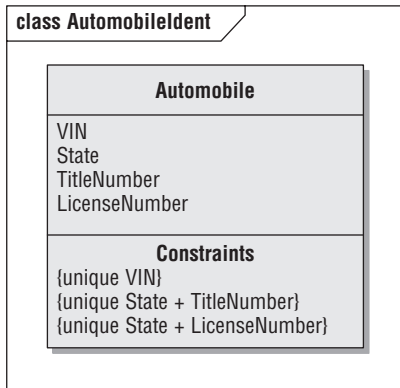 class AutomobileIdent
Automobile
VIN
State
TitleNumber
LicenseNumber
Constraints
{unique VIN}
{unique State + TitleNumber}
{unique State + LicenseNumber}